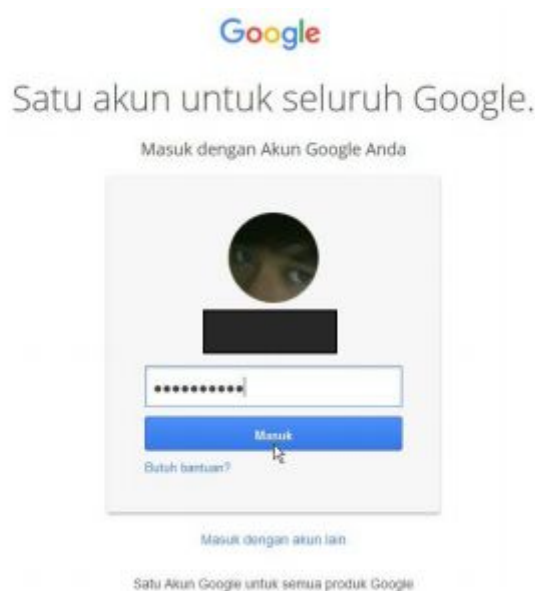 Google
Satu akun untuk seluruh Google.
Masuk dengan Akun Google Anda
Masuk
Butuh bantuan?
Masuk dengan akun lain
Satu Akun Google untuk semua produk Google